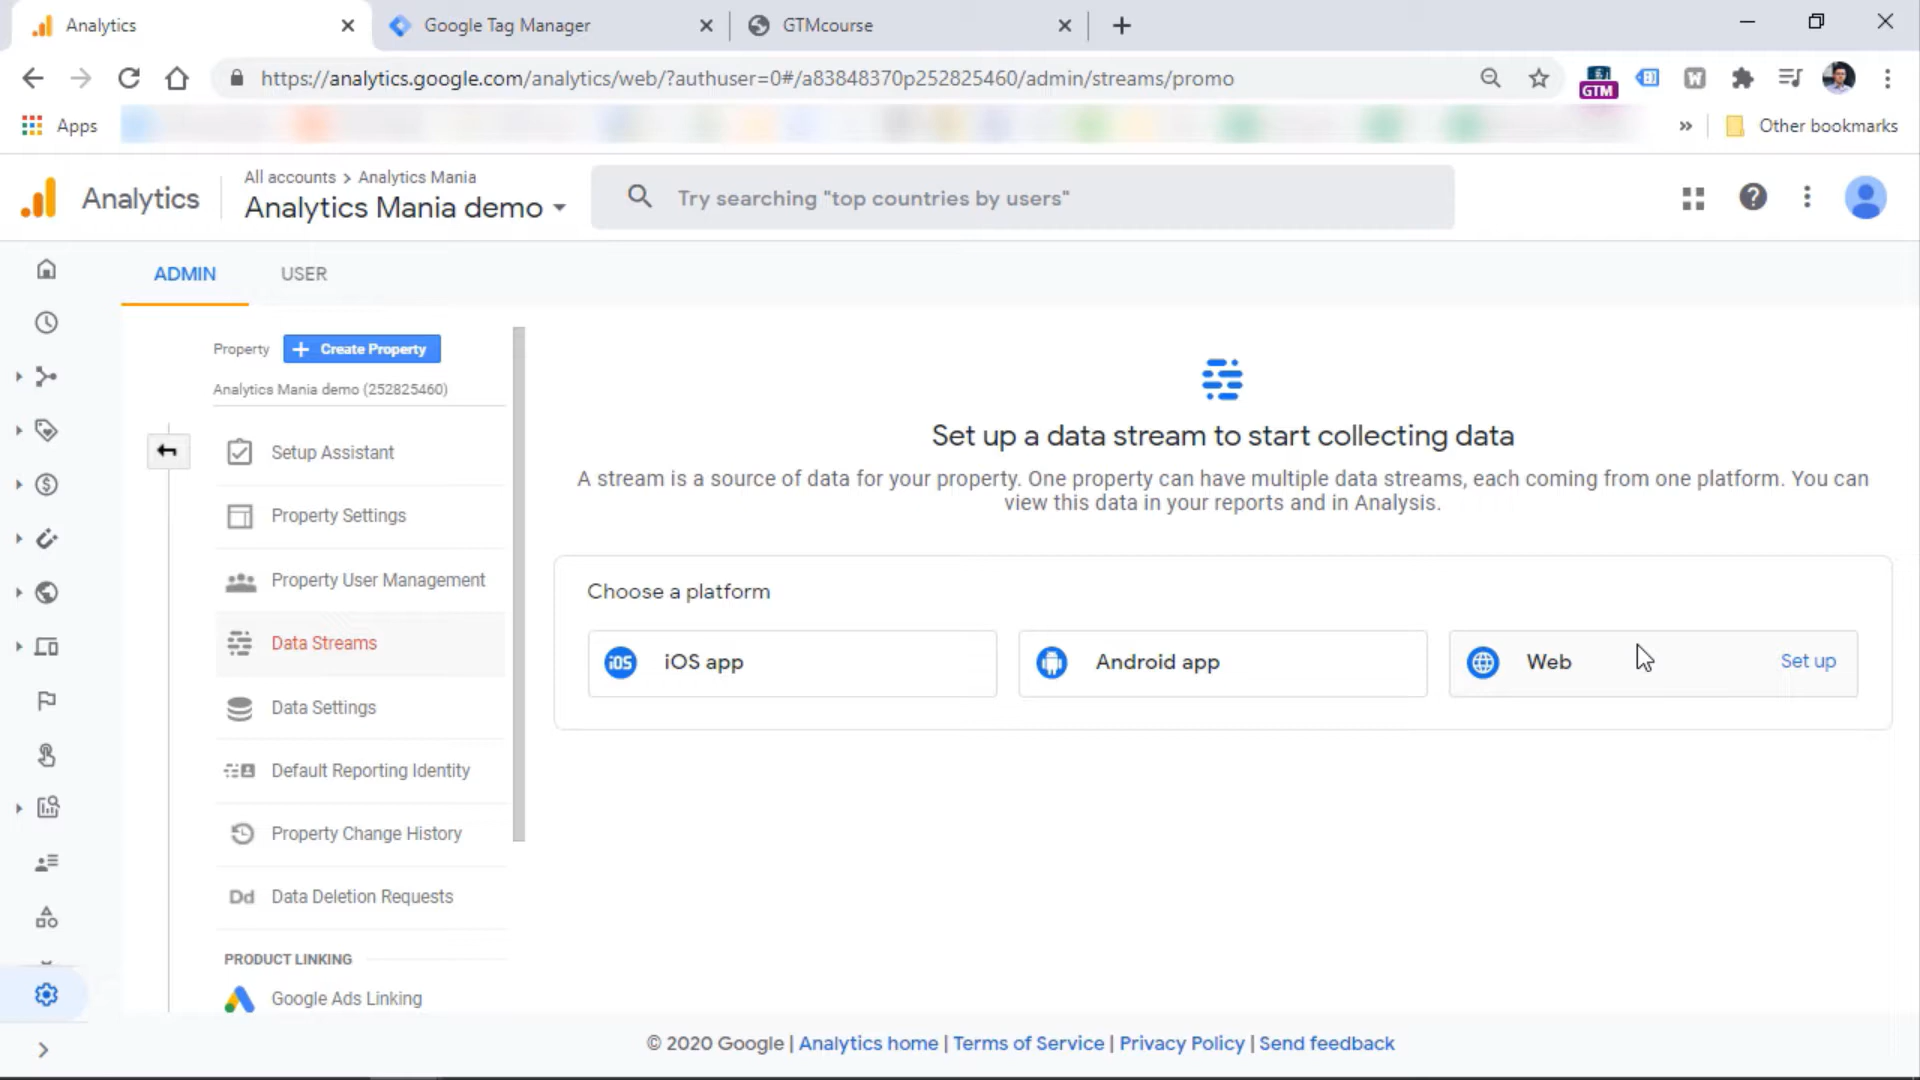 Analytics
Google Tag Manager
GTMcourse
https://analytics.google.com/analytics/web/?authuser=0#/a83848370p252825460/admin/streams/promo
GTM
W
Apps
Other bookmarks
Analytics
All accounts > Analytics Mania
Analytics Mania demo
Try searching "top countries by users"
ADMIN
USER
Property
+ Create Property
Analytics Mania demo (252825460)
Setup Assistant
Property Settings
Property User Management
Data Streams
Data Settings
Default Reporting Identity
Property Change History
Dd Data Deletion Requests
PRODUCT LINKING
Google Ads Linking
Set up a data stream to start collecting data
A stream is a source of data for your property. One property can have multiple data streams, each coming from one platform. You can
view this data in your reports and in Analysis.
Choose a platform
iOS iOS app
Android app
Web
Set up
© 2020 Google | Analytics home | Terms of Service | Privacy Policy | Send feedback